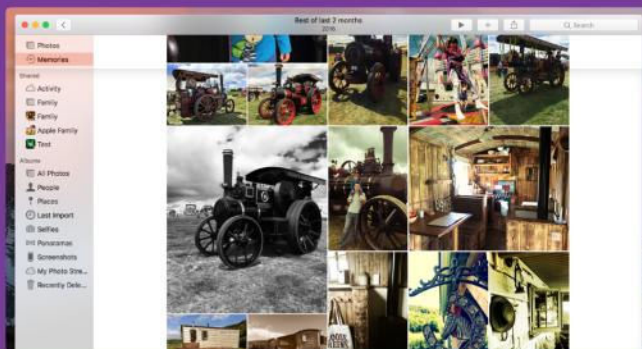 Best of last 2 months
2016
Search
Photos
Memories
Shared
Activity
Family
Family
Apple Family
Test
Albums
All Photos
People
Places
Last Import
Selfies
Panoramas
Screenshots
My Photo Stre...
Recently Dele...